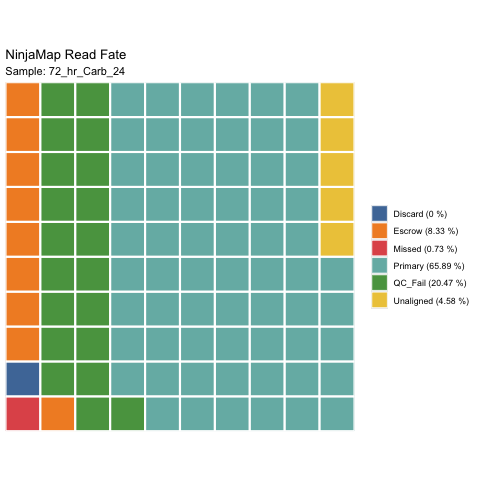 NinjaMap Read Fate
Sample: 72_hr_Carb_24
Discard (0 %)
Escrow (8.33 %)
Missed (0.73 %)
Primary (65.89 %)
QC_Fail (20.47 %)
Unaligned (4.58 %)